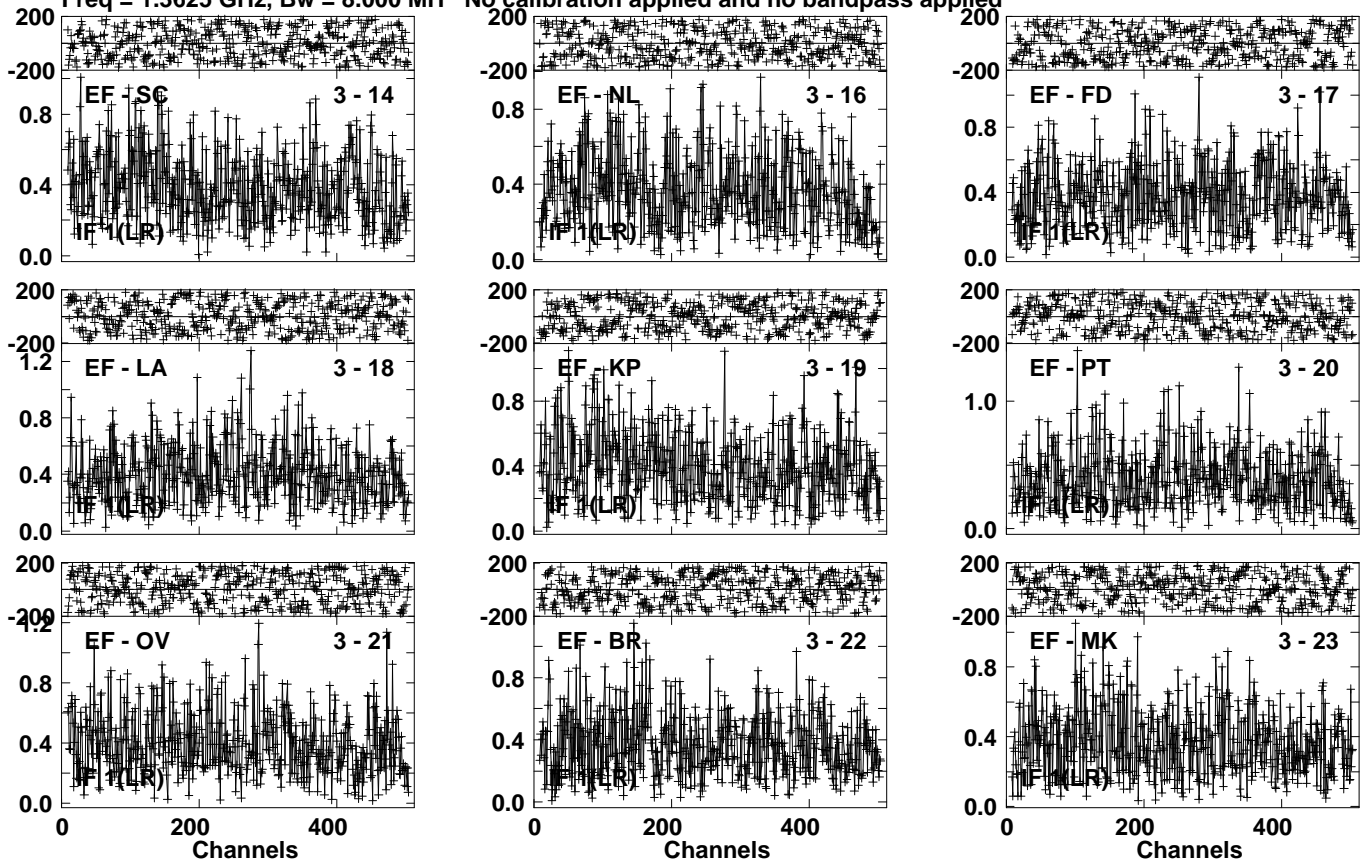 Freq = 1.3625 GHz, Bw = 8.000 MH No calibration applied and no bandpass applied
200 200 200
-200 -200 -200
EF - SC 3 - 14 EF - NL 3 - 16 EF - FD 3 - 17
0.8 0.8 0.8
0.4 0.4 0.4
IF 1(LR) IF 1(LR) IF 1(LR)
0.0 0.0 0.0
200 200 200
-200 -200 -200
1.2 EF - LA 3 - 18 EF - KP 3 - 19 EF - PT 3 - 20
0.8 0.8 1.0
0.4 0.4
IF 1(LR) IF 1(LR) IF 1(LR)
0.0 0.0 0.0
200 200 200
-200 -200 -200
1.2 EF - OV 3 - 21 EF - BR 3 - 22 EF - MK 3 - 23
0.8 0.8 0.8
0.4 0.4 0.4
IF 1(LR) IF 1(LR) IF 1(LR)
0.0 0.0 0.0
0 200 400 0 200 400 0 200 400
Channels Channels Channels